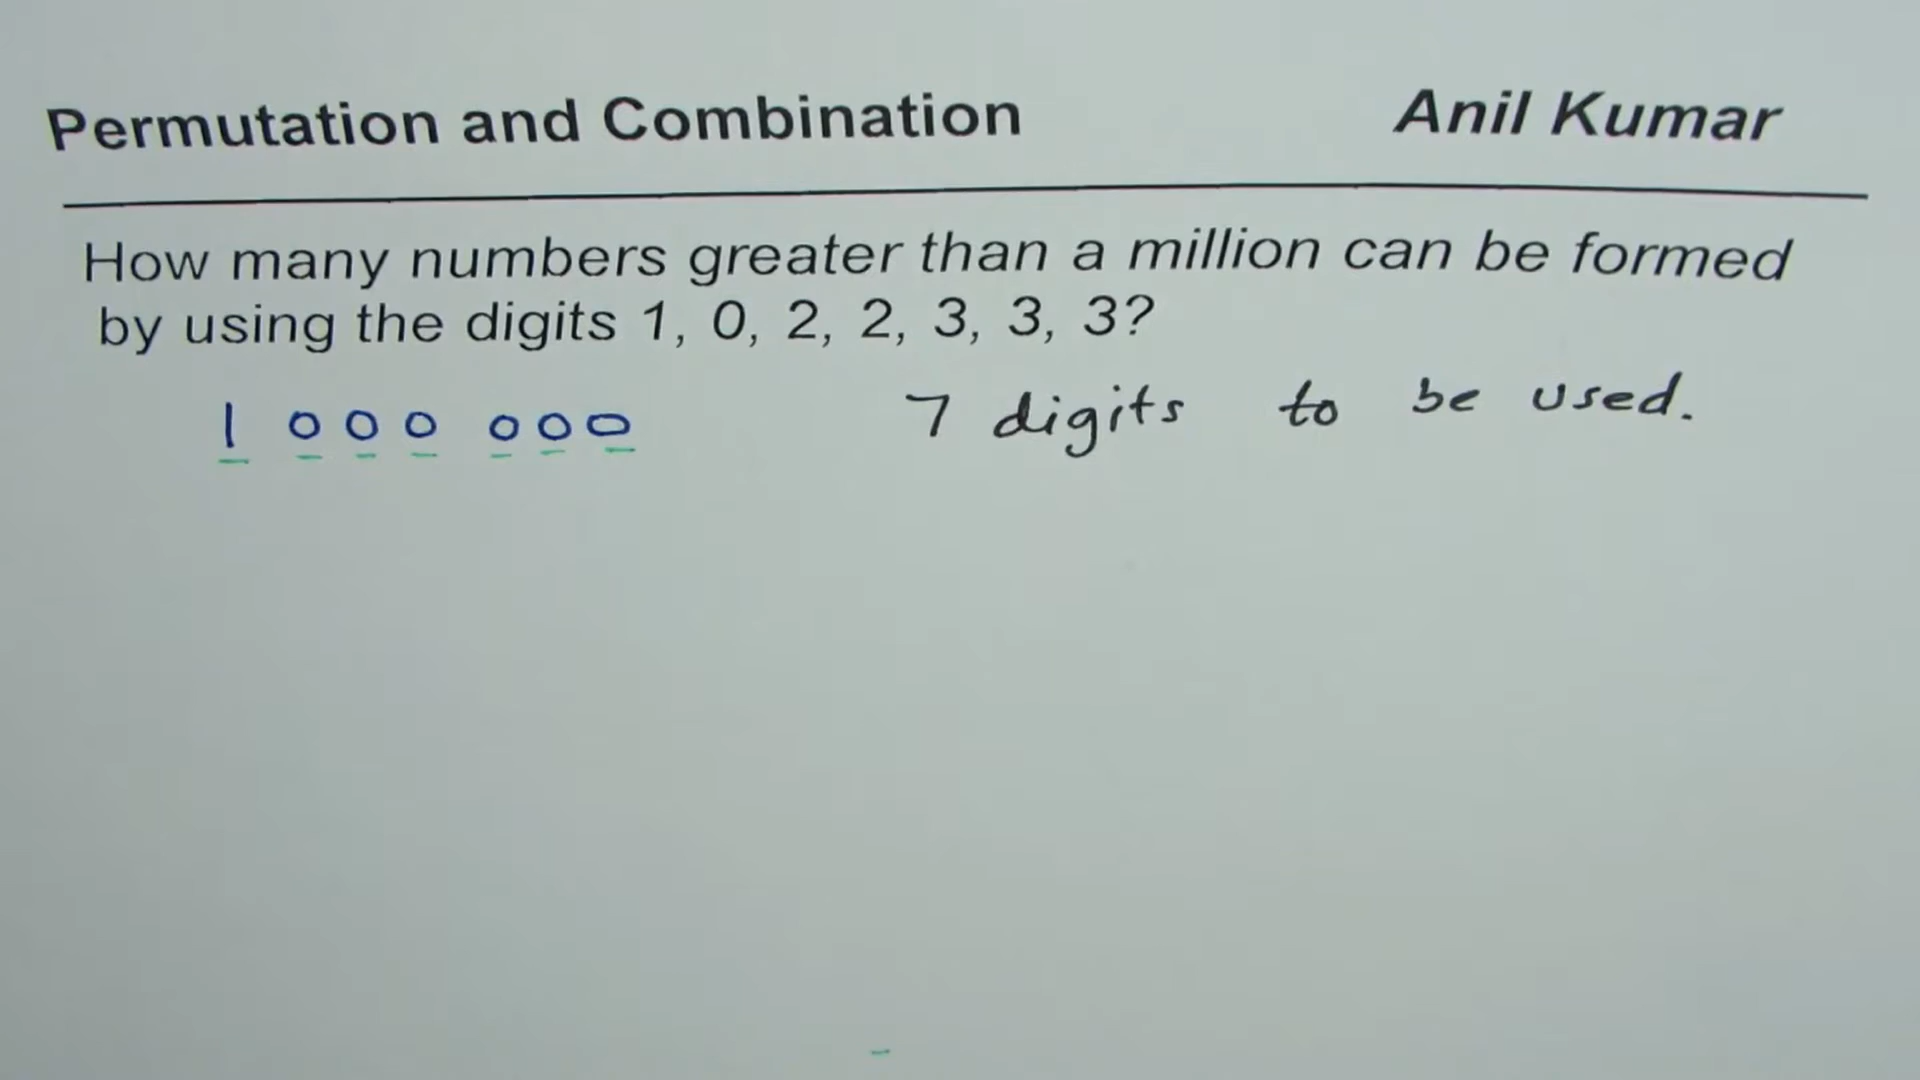 Permutation and Combination Anil Kumar
How many numbers greater than a million can be formed
by using the digits 1, 0, 2, 2, 3, 3, 3?
1 000 000 7 digits to be used.